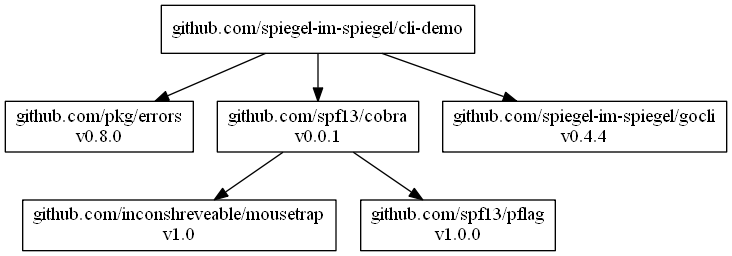 github.com/spiegel-im-spiegel/cli-demo
github.com/pkg/errors
v0.8.0
github.com/spf13/cobra
v0.0.1
github.com/spiegel-im-spiegel/gocli
v0.4.4
github.com/inconshreveable/mousetrap
v1.0
github.com/spf13/pflag
v1.0.0